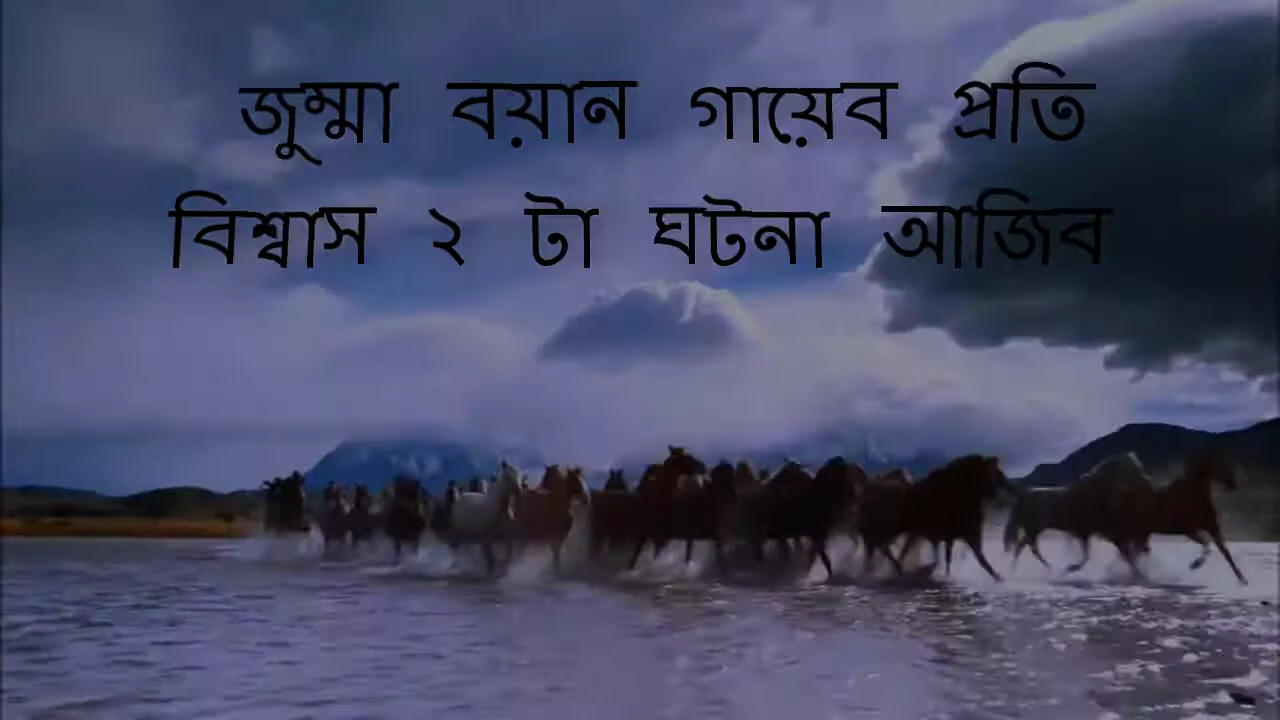 জুম্মা বয়ান গায়েব প্রতি
বিশ্বাস ২ টা ঘটনা আজিব